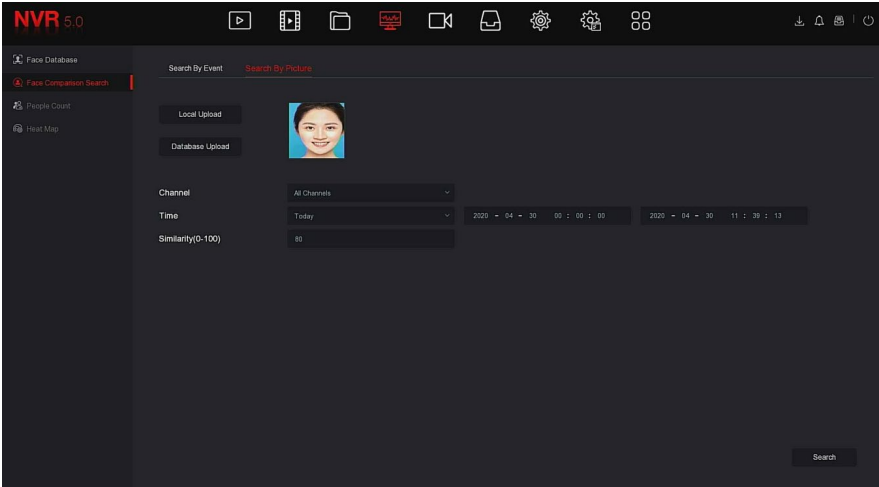 NVR 5.0
Face Database
Face Comparison Search
People Count
Heat Map
Search By Event Search By Picture
Local Upload
Database Upload
Channel All Channels
Time Today 2020 - 04 - 30 00 : 00 : 00 2020 - 04 - 30 11 : 39 : 13
Similarity(0-100) 80
Search